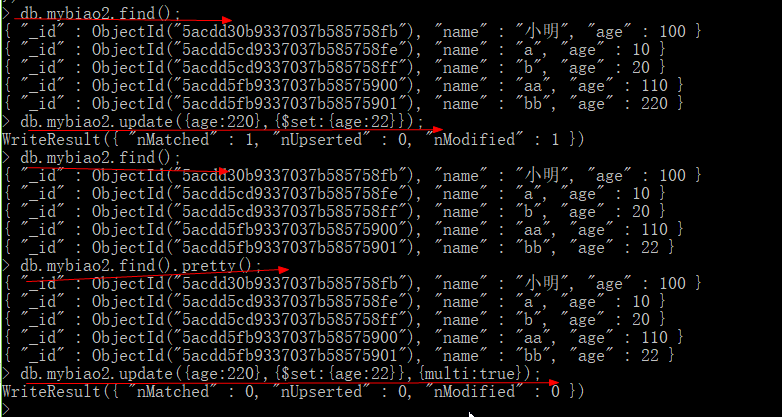 > db.mybiao2.find();
{ "_id" : ObjectId("5acdd30b9337037b585758fb"), "name" : "小明", "age" : 100 }
{ "_id" : ObjectId("5acdd5cd9337037b585758fe"), "name" : "a", "age" : 10 }
{ "_id" : ObjectId("5acdd5cd9337037b585758ff"), "name" : "b", "age" : 20 }
{ "_id" : ObjectId("5acdd5fb9337037b58575900"), "name" : "aa", "age" : 110 }
{ "_id" : ObjectId("5acdd5fb9337037b58575901"), "name" : "bb", "age" : 220 }
> db.mybiao2.update({age:220},{$set:{age:22}});
WriteResult({ "nMatched" : 1, "nUpserted" : 0, "nModified" : 1 })
> db.mybiao2.find();
{ "_id" : ObjectId("5acdd30b9337037b585758fb"), "name" : "小明", "age" : 100 }
{ "_id" : ObjectId("5acdd5cd9337037b585758fe"), "name" : "a", "age" : 10 }
{ "_id" : ObjectId("5acdd5cd9337037b585758ff"), "name" : "b", "age" : 20 }
{ "_id" : ObjectId("5acdd5fb9337037b58575900"), "name" : "aa", "age" : 110 }
{ "_id" : ObjectId("5acdd5fb9337037b58575901"), "name" : "bb", "age" : 22 }
> db.mybiao2.find().pretty();
{ "_id" : ObjectId("5acdd30b9337037b585758fb"), "name" : "小明", "age" : 100 }
{ "_id" : ObjectId("5acdd5cd9337037b585758fe"), "name" : "a", "age" : 10 }
{ "_id" : ObjectId("5acdd5cd9337037b585758ff"), "name" : "b", "age" : 20 }
{ "_id" : ObjectId("5acdd5fb9337037b58575900"), "name" : "aa", "age" : 110 }
{ "_id" : ObjectId("5acdd5fb9337037b58575901"), "name" : "bb", "age" : 22 }
> db.mybiao2.update({age:220},{$set:{age:22}},{multi:true});
WriteResult({ "nMatched" : 0, "nUpserted" : 0, "nModified" : 0 })
>